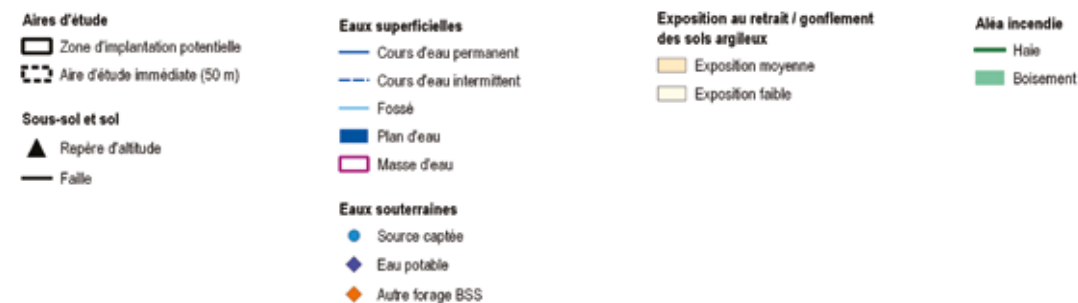 Aires d'étude
Zone d'implantation potentielle
Aire d'étude immédiate (50 m)
Sous-sol et sol
Repère d'altitude
Faille
Eaux superficielles
Cours d'eau permanent
Cours d'eau intermittent
Fossé
Plan d'eau
Masse d'eau
Eaux souterraines
Source captée
Eau potable
Autre forage BSS
Exposition au retrait / gonflement
des sols argileux
Exposition moyenne
Exposition faible
Aléa incendie
Haie
Boisement